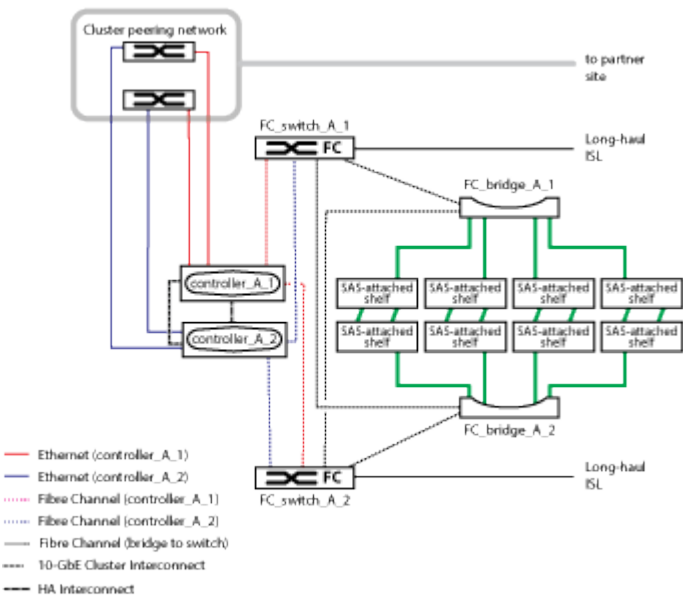 Cluster peering network
to partner
site
FC_switch_A_1
FC
Long-haul
ISL
FC_bridge_A_1
controller_A_1
SAS-attached
shelf
SAS-attached
shelf
SAS-attached
shelf
SAS-attached
shelf
controller_A_2
SAS-attached
shelf
SAS-attached
shelf
SAS-attached
shelf
SAS-attached
shelf
FC_bridge_A_2
FC
FC_switch_A_2
Long-haul
ISL
Ethernet (controller_A_1)
Ethernet (controller_A_2)
Fibre Channel (controller_A_1)
Fibre Channel (controller_A_2)
Fibre Channel (bridge to switch)
10-GbE Cluster Interconnect
HA Interconnect